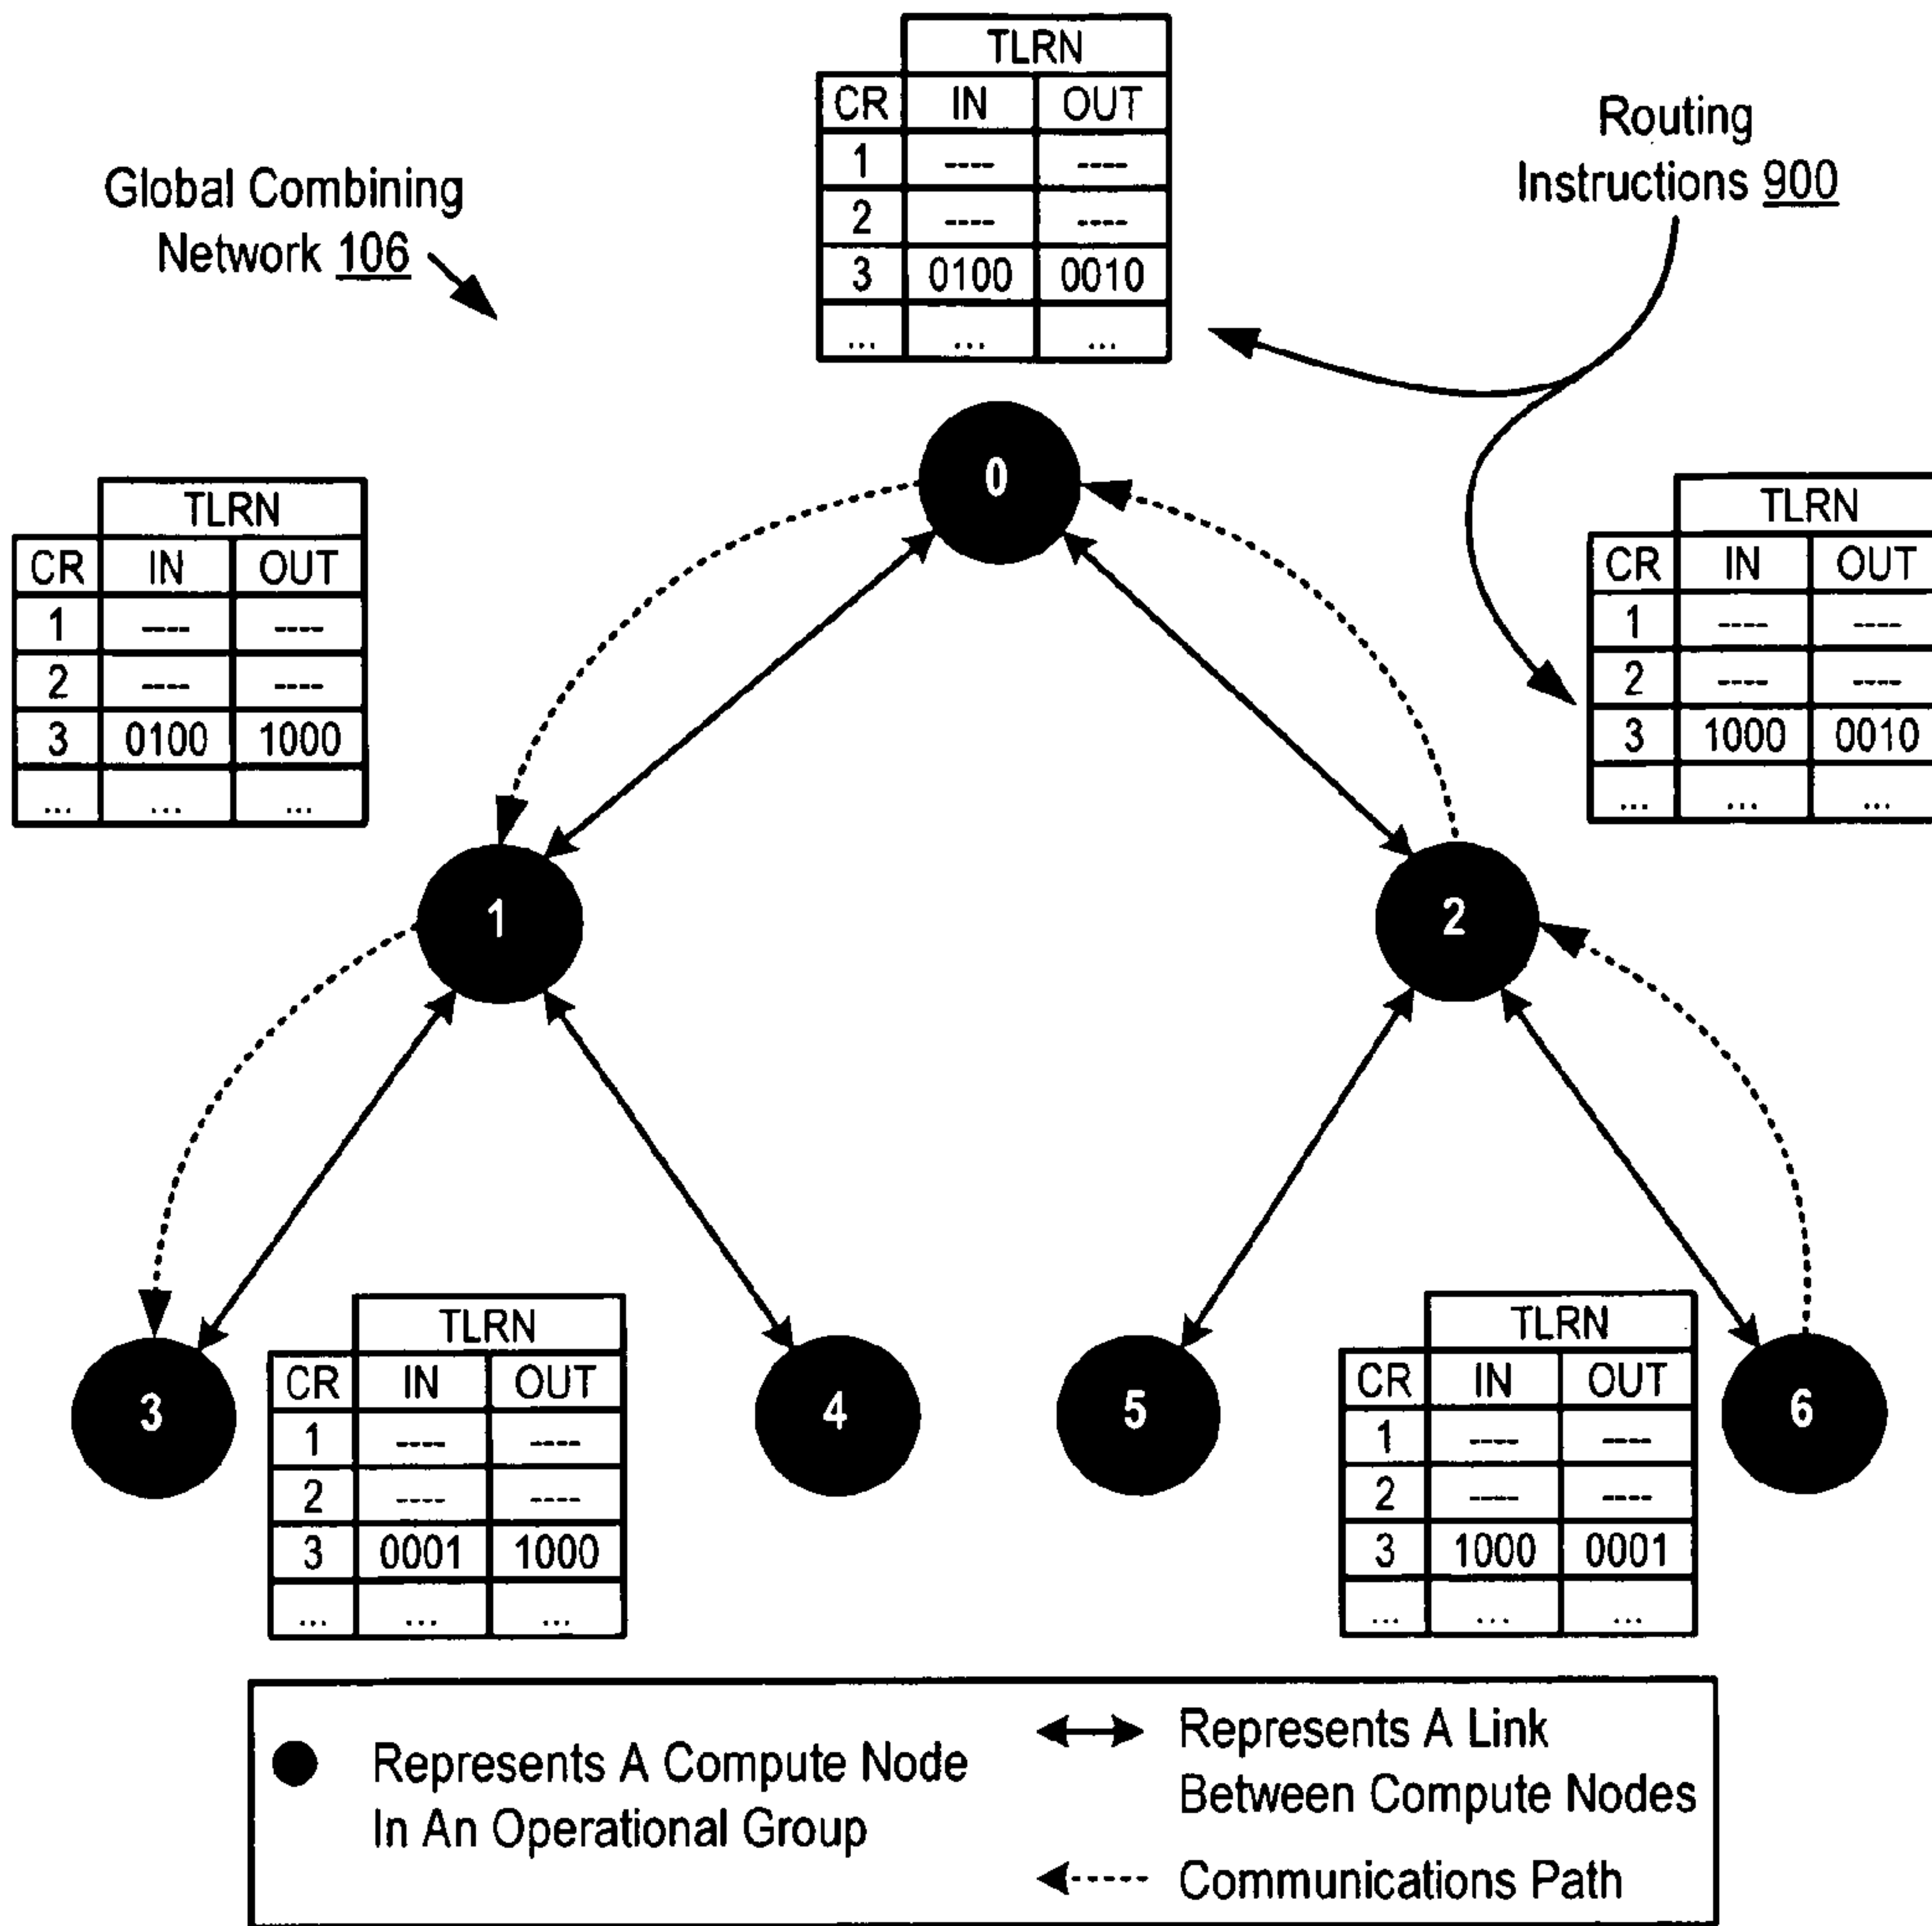 TLRN
CR IN OUT
1 ---- ----
2 ---- ----
3 0100 0010
... ... ...
Global Combining
Network 106
Routing
Instructions 900
0
TLRN
CR IN OUT
1 ---- ----
2 ---- ----
3 0100 1000
... ... ...
TLRN
CR IN OUT
1 ---- ----
2 ---- ----
3 1000 0010
... ... ...
1
2
3
TLRN
CR IN OUT
1 ---- ----
2 ---- ----
3 0001 1000
... ... ...
4
5
TLRN
CR IN OUT
1 ---- ----
2 ---- ----
3 1000 0001
... ... ...
6
Represents A Compute Node
In An Operational Group
Represents A Link
Between Compute Nodes
Communications Path